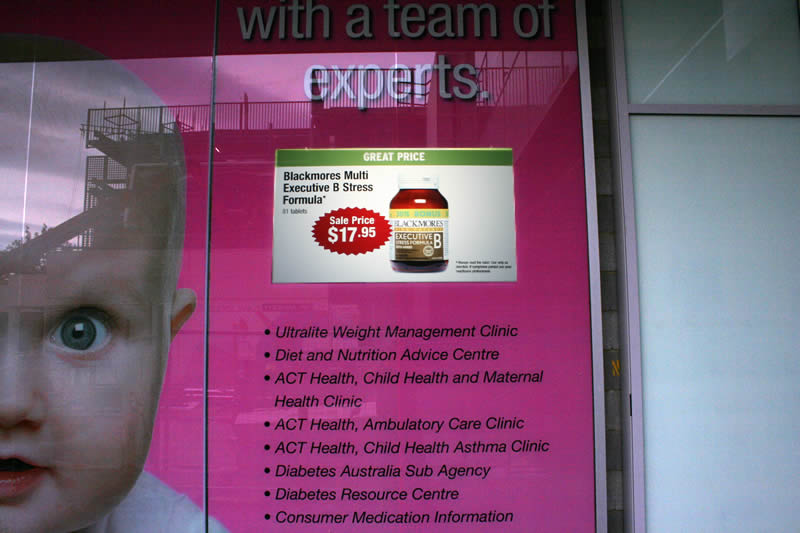 with a team of
experts.
GREAT PRICE
Blackmores Multi
Executive B Stress
Formula*
Sale Price
$17.95
BLACKMORES
EXECUTIVE
STRESS FORMULA
B
• Ultralite Weight Management Clinic
• Diet and Nutrition Advice Centre
• ACT Health, Child Health and Maternal
Health Clinic
• ACT Health, Ambulatory Care Clinic
• ACT Health, Child Health Asthma Clinic
• Diabetes Australia Sub Agency
• Diabetes Resource Centre
• Consumer Medication Information